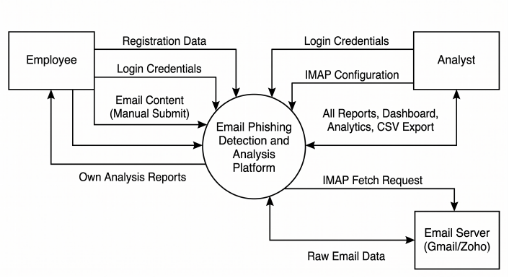 Registration Data
Login Credentials
Employee
Analyst
Login Credentials
IMAP Configuration
Email Content
(Manual Submit)
All Reports, Dashboard,
Analytics, CSV Export
Email Phishing
Detection and
Analysis
Platform
Own Analysis Reports
IMAP Fetch Request
Email Server
(Gmail/Zoho)
Raw Email Data